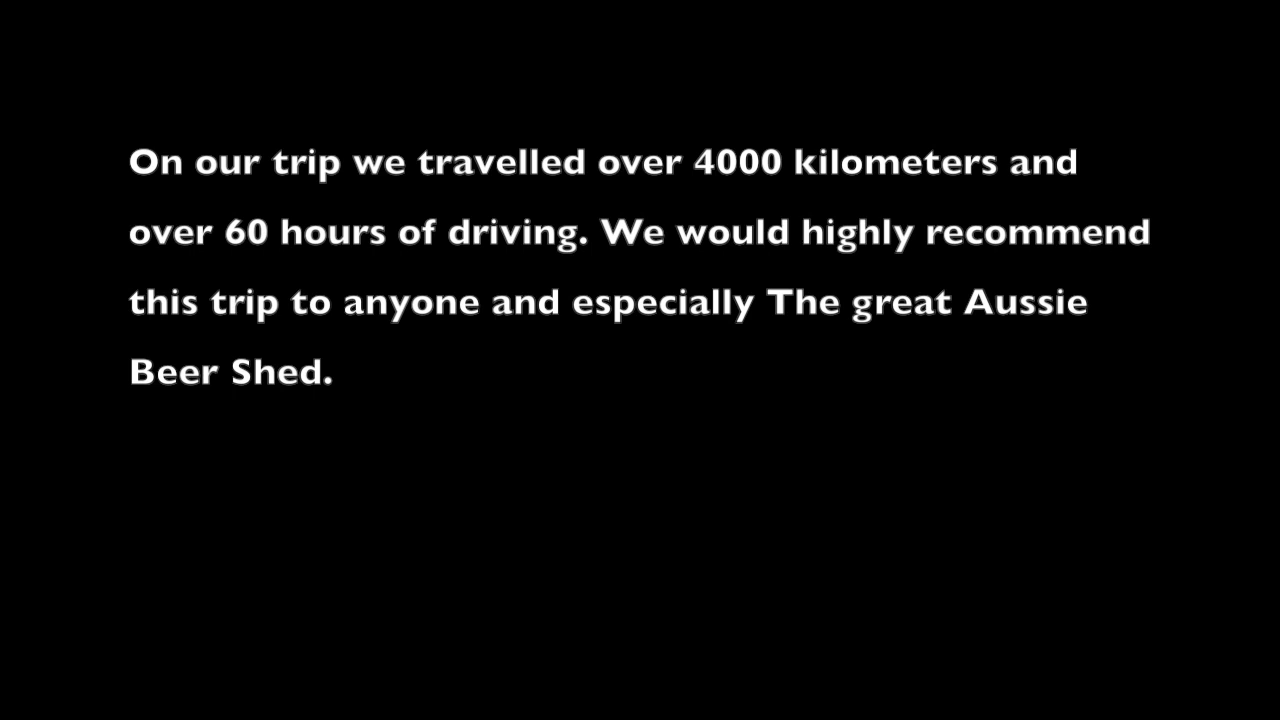 On our trip we travelled over 4000 kilometers and
over 60 hours of driving. We would highly recommend
this trip to anyone and especially The great Aussie
Beer Shed.